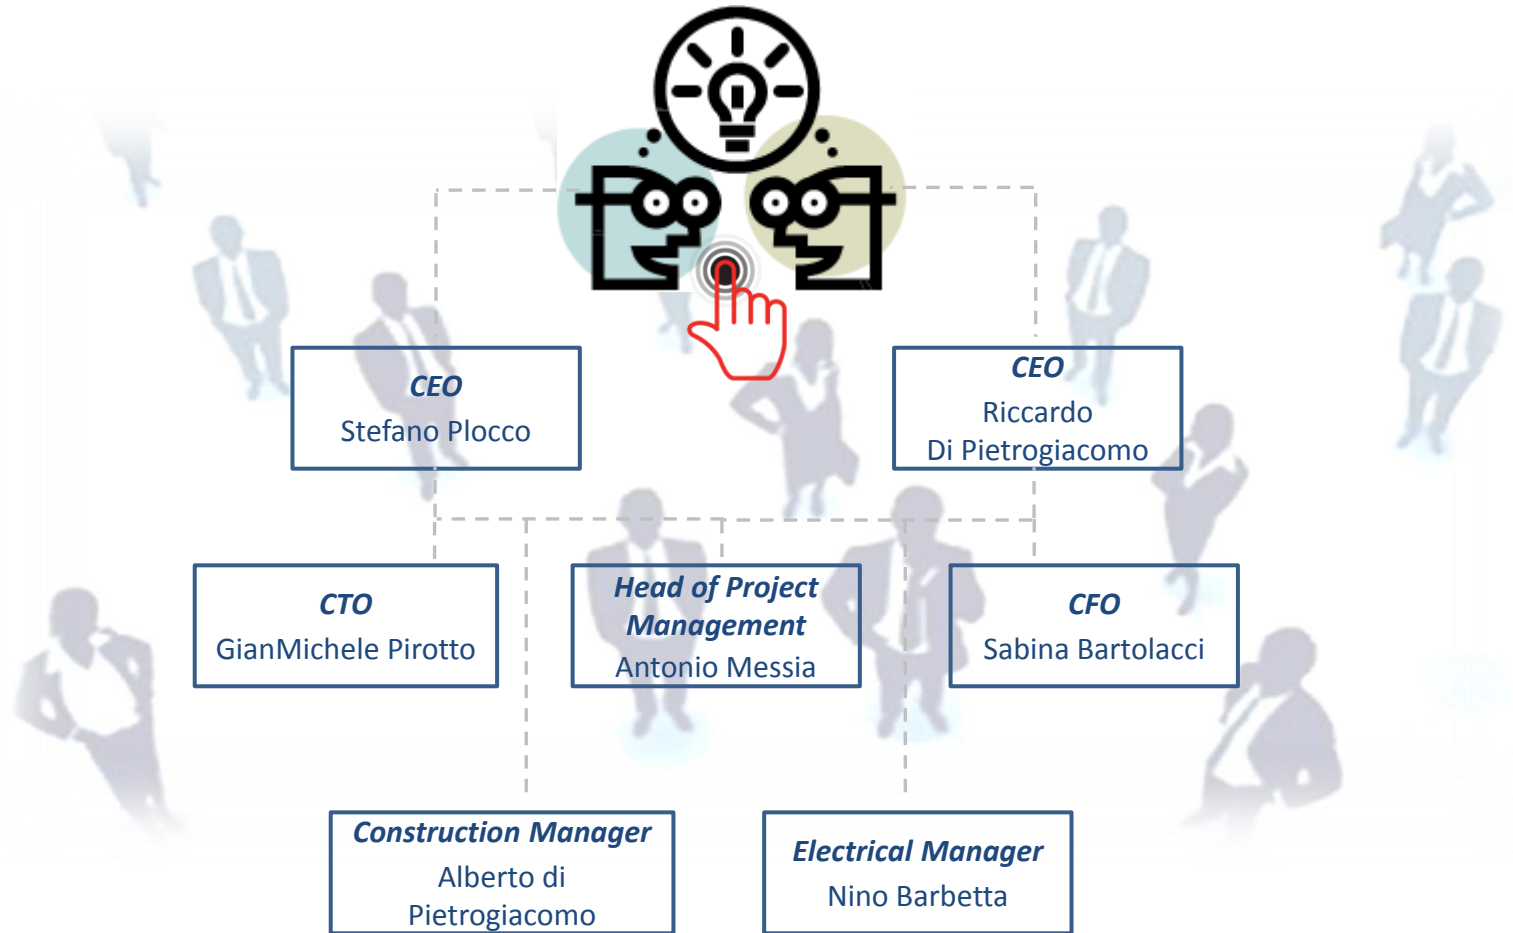 CEO
Stefano Plocco
CEO
Riccardo
Di Pietrogiacomo
CTO
GianMichele Pirotto
Head of Project
Management
Antonio Messia
CFO
Sabina Bartolacci
Construction Manager
Alberto di
Pietrogiacomo
Electrical Manager
Nino Barbetta